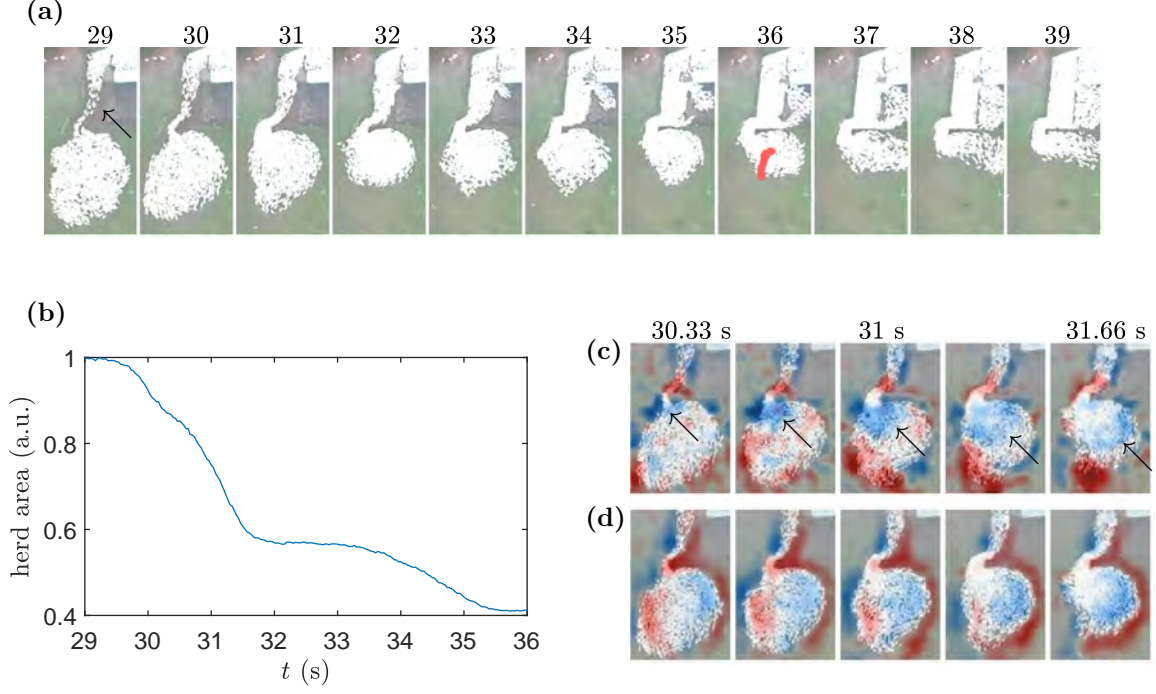 (a)
29 30 31 32 33 34 35 36 37 38 39
(b)
1
0.8
0.6
0.4
29 30 31 32 33 34 35 36
herd area (a.u.)
t (s)
(c)
30.33 s 31 s 31.66 s
(d)